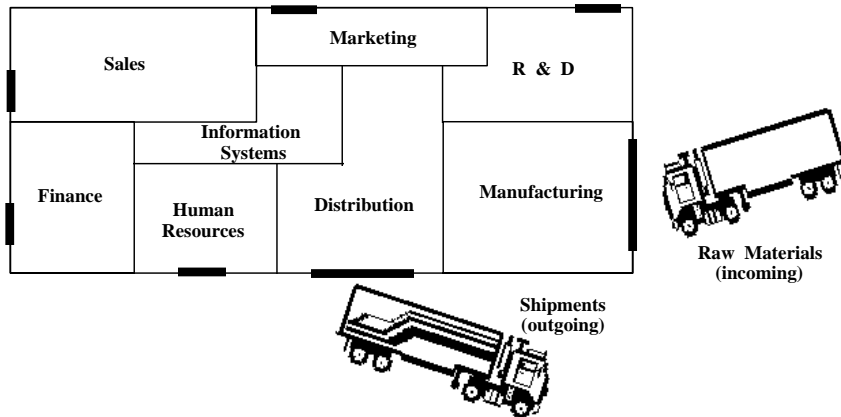 Marketing
Sales
R & D
Information
Systems
Finance
Human
Resources
Distribution
Manufacturing
Raw Materials
(incoming)
Shipments
(outgoing)